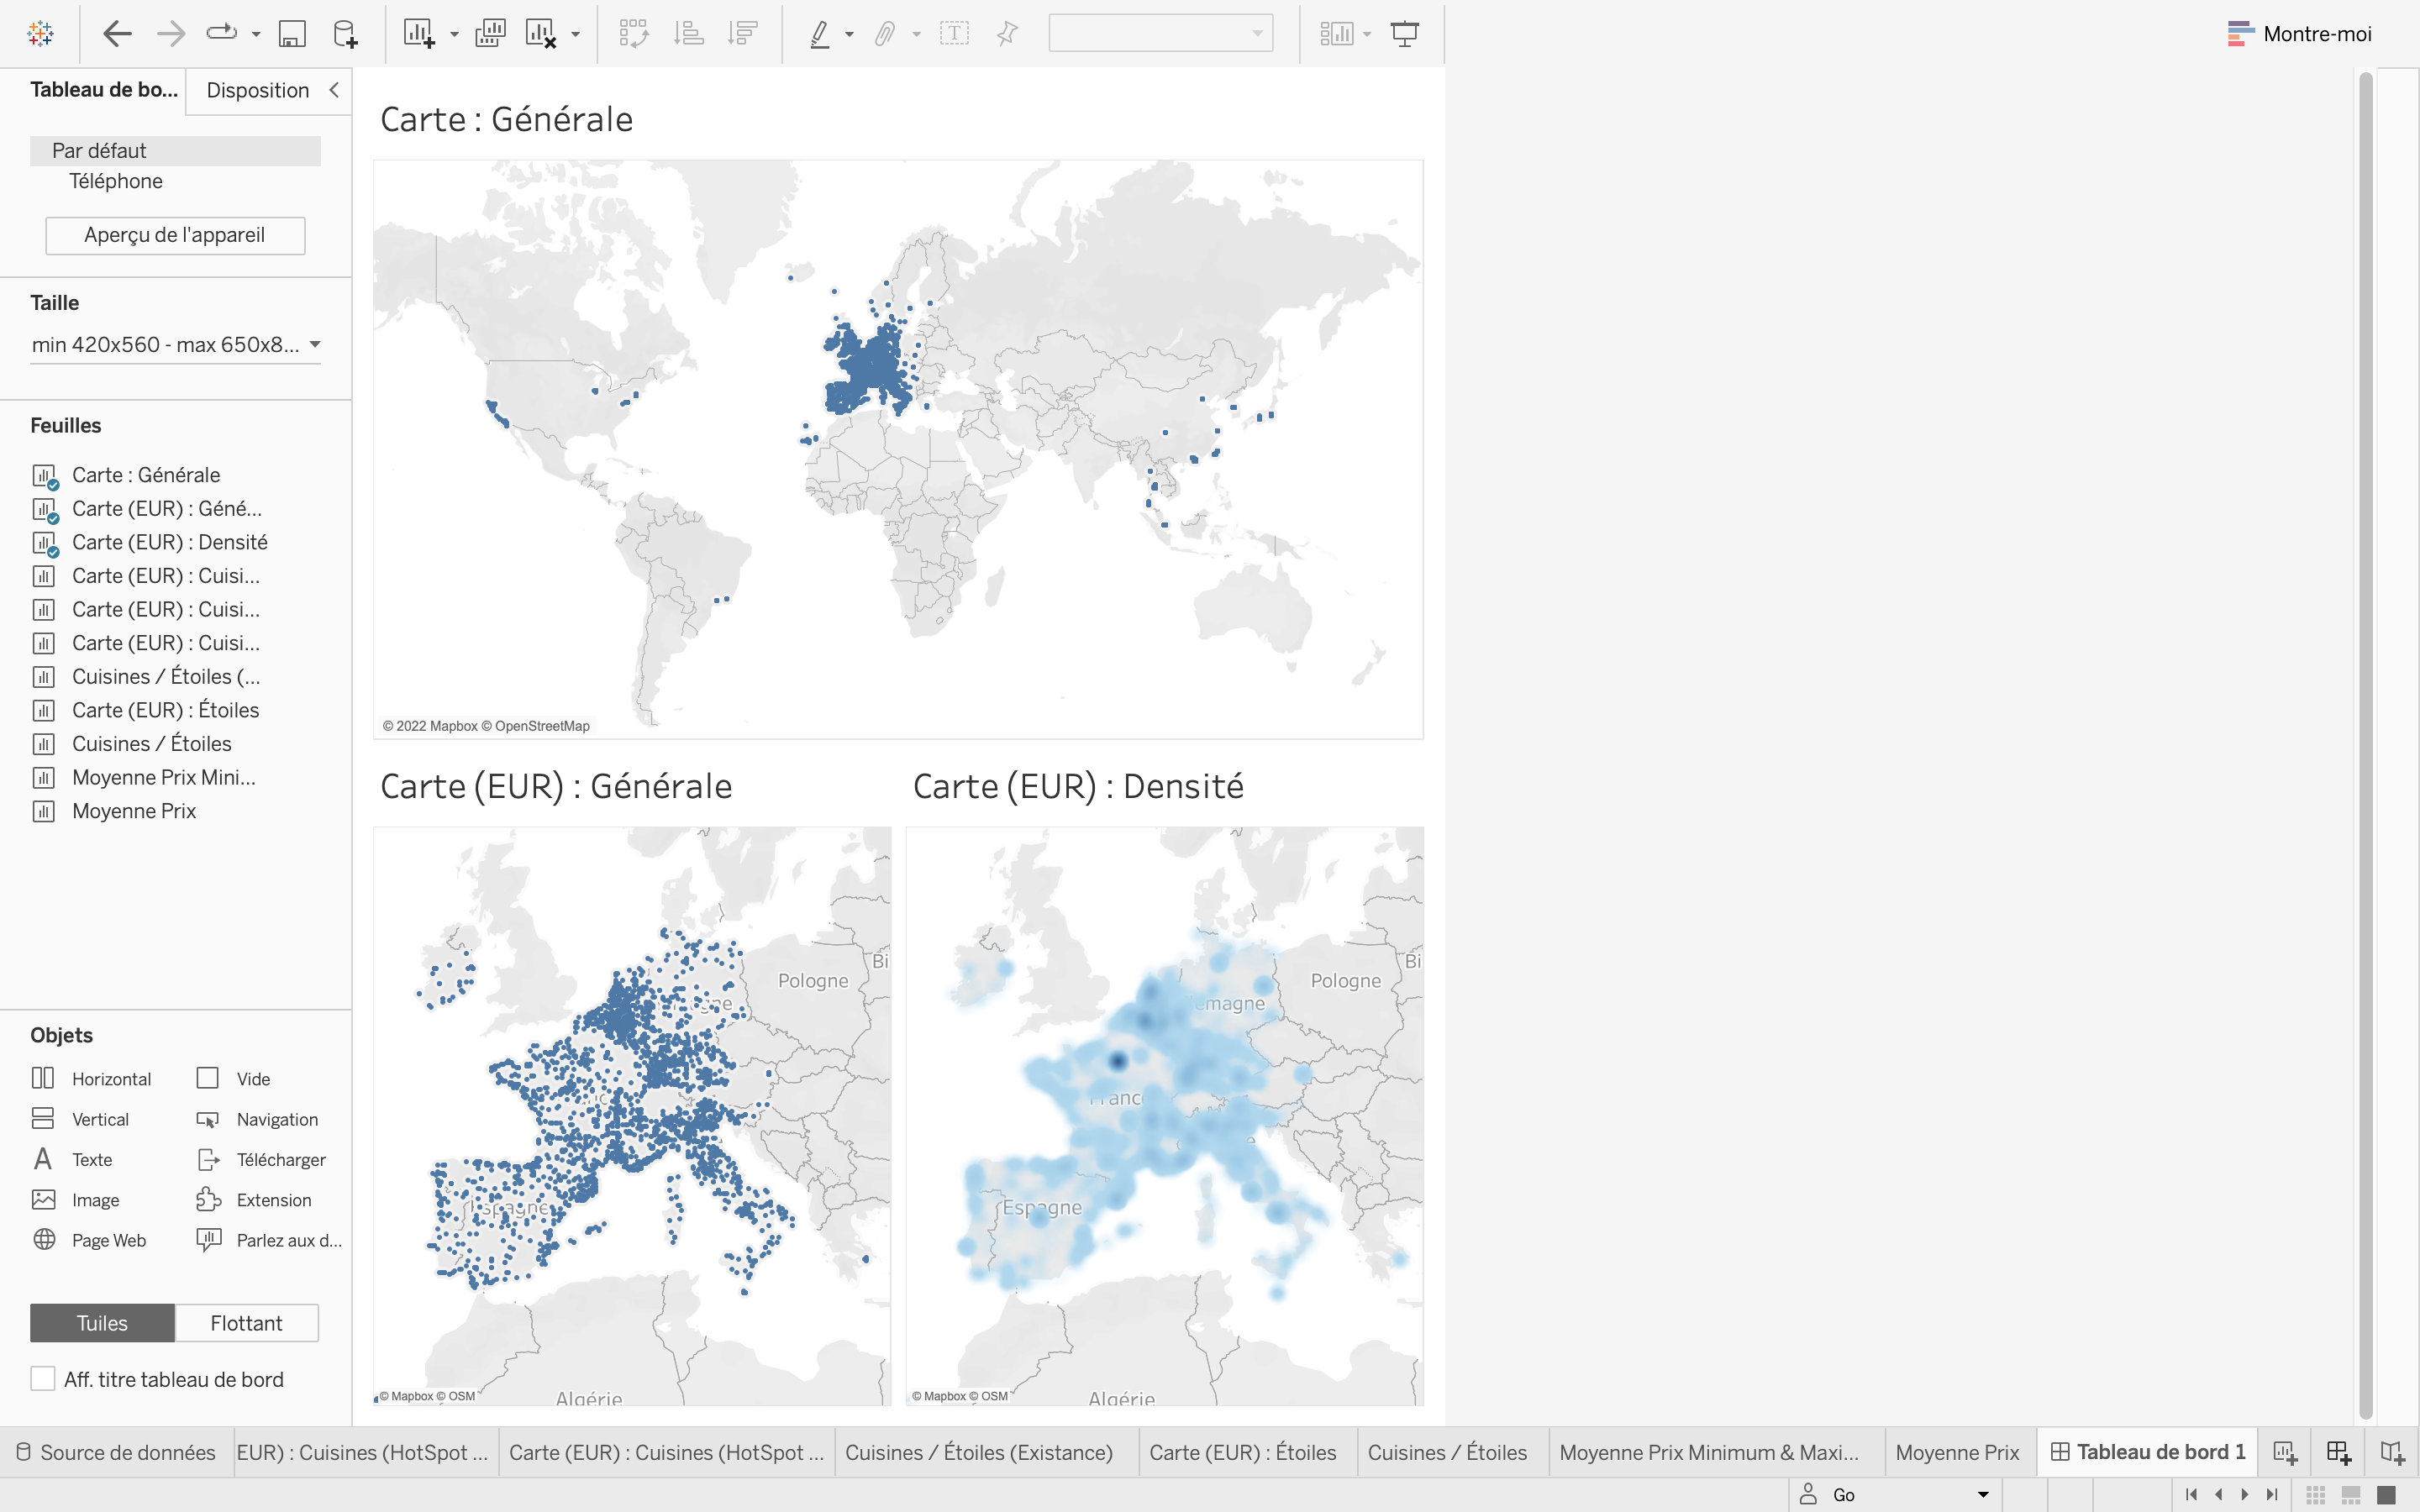 Montre-moi
Tableau de bo...
Disposition
Par défaut
Téléphone
Aperçu de l'appareil
Taille
min 420x560 - max 650x8...
Feuilles
Carte : Générale
Carte (EUR) : Géné...
Carte (EUR) : Densité
Carte (EUR) : Cuisi...
Carte (EUR) : Cuisi...
Carte (EUR) : Cuisi...
Cuisines / Étoiles (...
Carte (EUR) : Étoiles
Cuisines / Étoiles
Moyenne Prix Mini...
Moyenne Prix
Objets
Horizontal
Vide
Vertical
Navigation
Texte
Télécharger
Image
Extension
Page Web
Parlez aux d...
Tuiles
Flottant
Aff. titre tableau de bord
Carte : Générale
© 2022 Mapbox © OpenStreetMap
Carte (EUR) : Générale
Pologne
Bi
Espagne
Algérie
© Mapbox © OSM
Carte (EUR) : Densité
Pologne
Bi
emagne
France
Espagne
Algérie
© Mapbox © OSM
Source de données
EUR) : Cuisines (HotSpot ...
Carte (EUR) : Cuisines (HotSpot ...
Cuisines / Étoiles (Existance)
Carte (EUR) : Étoiles
Cuisines / Étoiles
Moyenne Prix Minimum & Maxi...
Moyenne Prix
Tableau de bord 1
Go